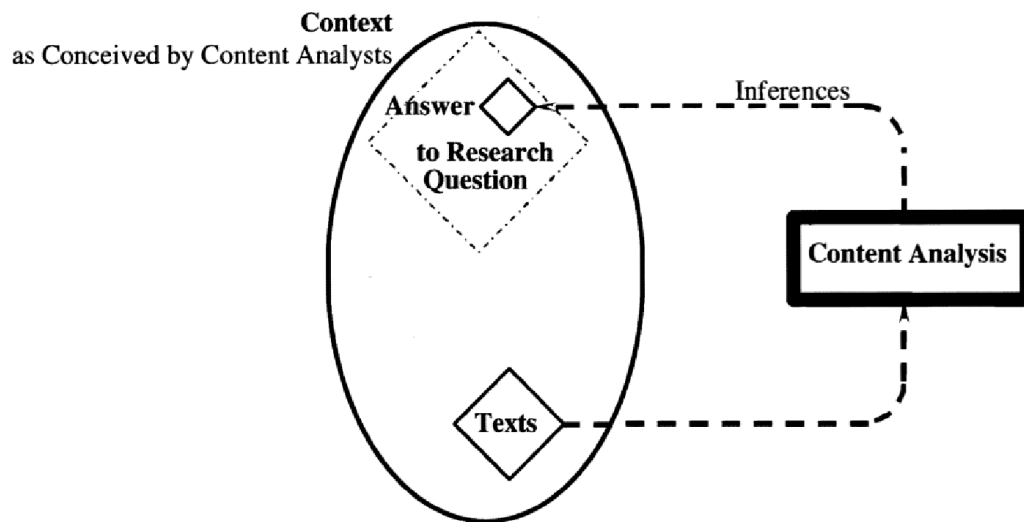 Context
as Conceived by Content Analysts
Inferences
Answer
to Research
Question
Content Analysis
Texts